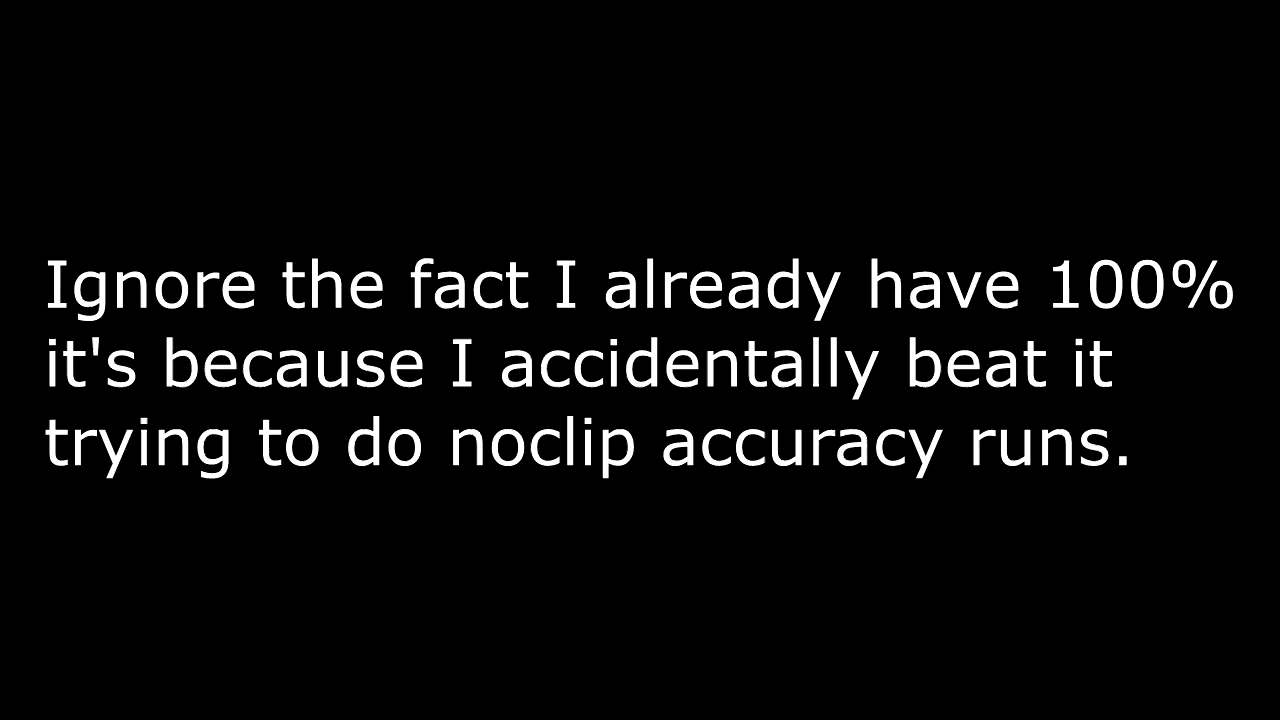 Ignore the fact I already have 100%
it's because I accidentally beat it
trying to do noclip accuracy runs.